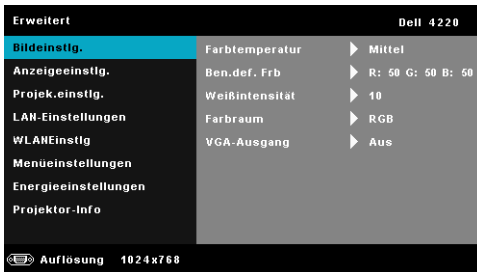 Erweitert Dell 4220
Bildeinstlg. Farbtemperatur Mittel
Anzeigeeinstlg. Ben.def. Frb R: 50 G: 50 B: 50
Projek.einstlg. Weißintensität 10
LAN-Einstellungen Farbraum RGB
WLANEinstlg VGA-Ausgang Aus
Menüeinstellungen
Energieeinstellungen
Projektor-Info
Auflösung 1024x768